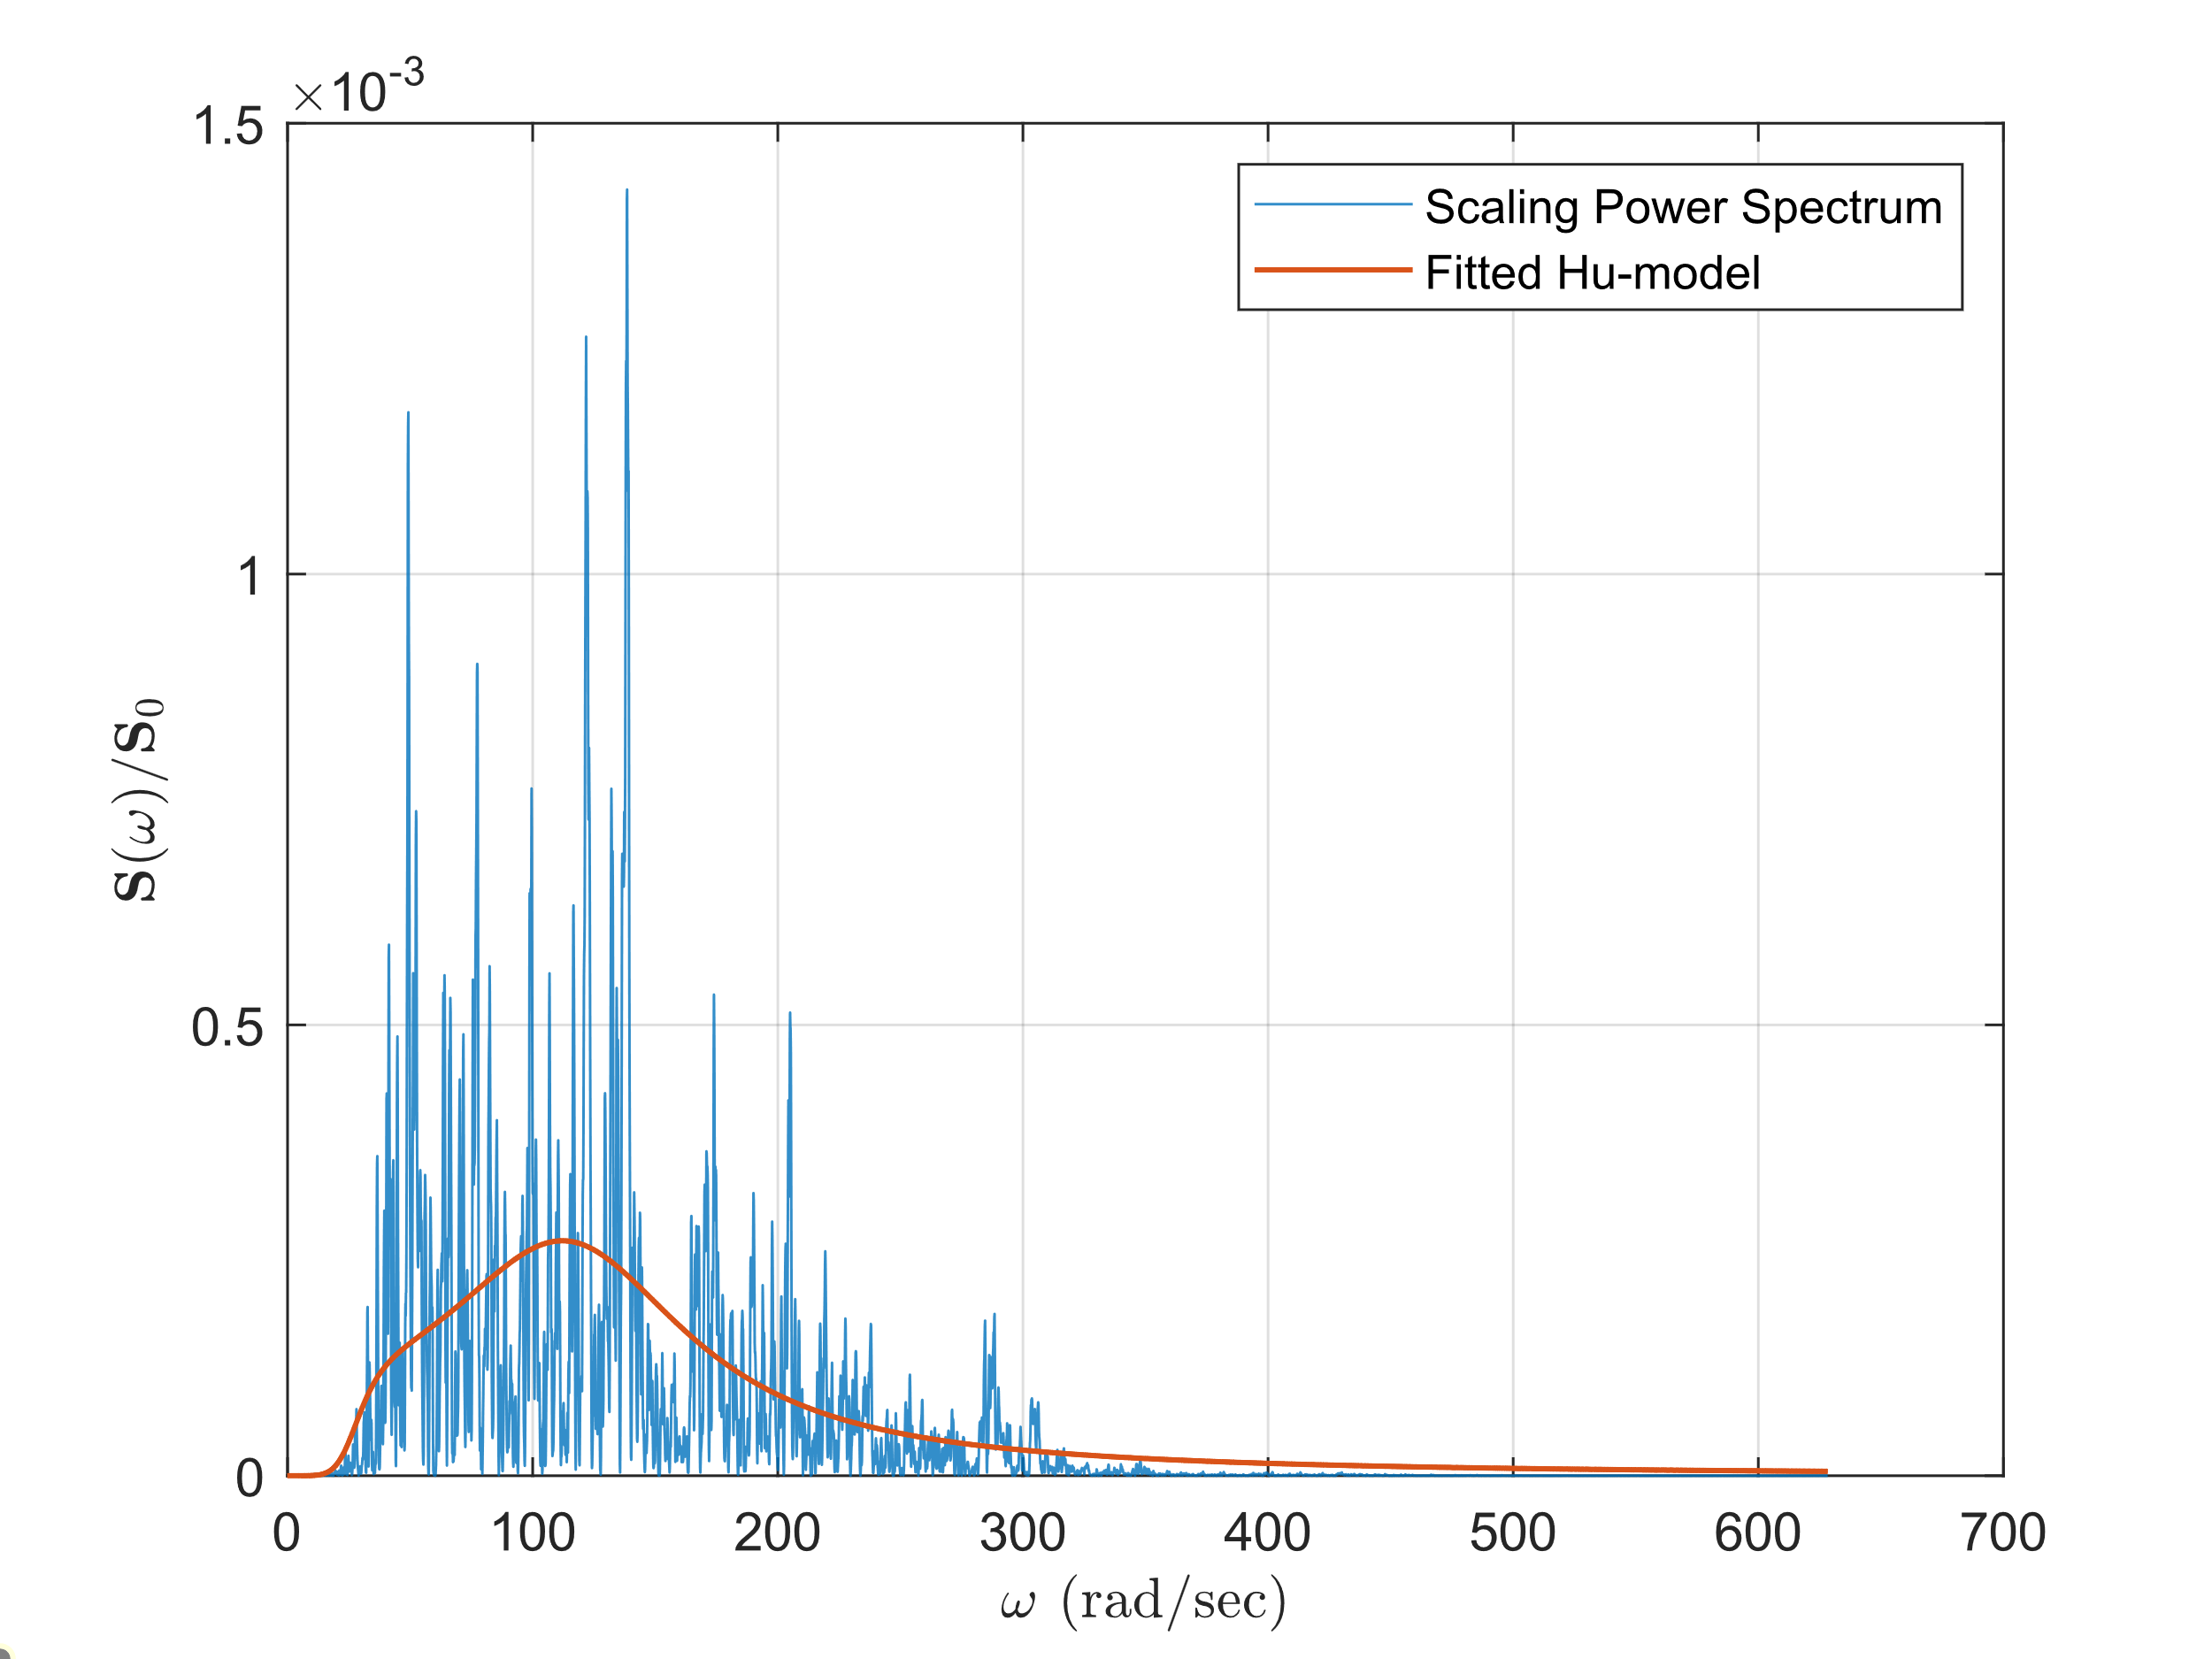 ×10-3
1.5
1
0.5
0
S(ω)/S0
Scaling Power Spectrum
Fitted Hu-model
0 100 200 300 400 500 600 700
ω (rad/sec)